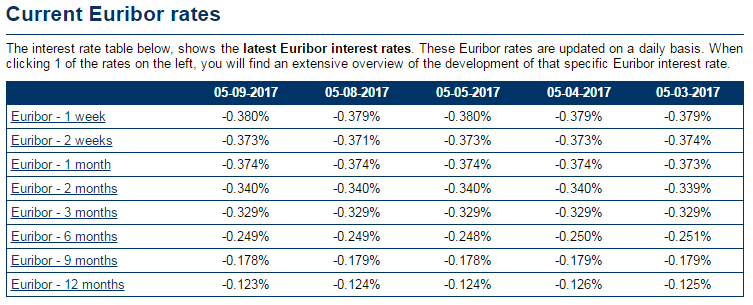 Current Euribor rates
The interest rate table below, shows the latest Euribor interest rates. These Euribor rates are updated on a daily basis. When
clicking 1 of the rates on the left, you will find an extensive overview of the development of that specific Euribor interest rate.
05-09-2017 05-08-2017 05-05-2017 05-04-2017 05-03-2017
Euribor - 1 week -0.380% -0.379% -0.380% -0.379% -0.379%
Euribor - 2 weeks -0.373% -0.371% -0.373% -0.373% -0.374%
Euribor - 1 month -0.374% -0.374% -0.374% -0.374% -0.373%
Euribor - 2 months -0.340% -0.340% -0.340% -0.340% -0.339%
Euribor - 3 months -0.329% -0.329% -0.329% -0.329% -0.329%
Euribor - 6 months -0.249% -0.249% -0.248% -0.250% -0.251%
Euribor - 9 months -0.178% -0.179% -0.178% -0.179% -0.179%
Euribor - 12 months -0.123% -0.124% -0.124% -0.126% -0.125%